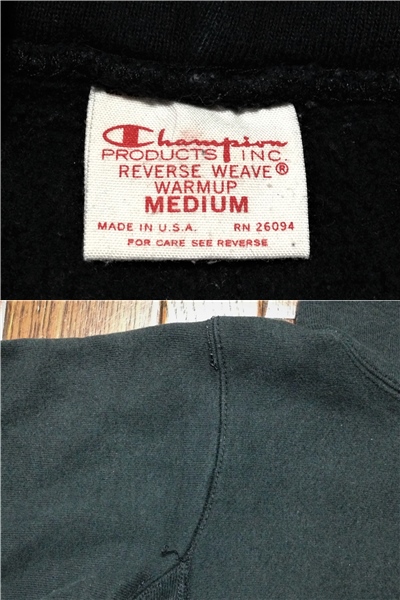 Champion
PRODUCTS INC.
REVERSE WEAVE®
WARMUP
MEDIUM
MADE IN U.S.A. RN 26094
FOR CARE SEE REVERSE